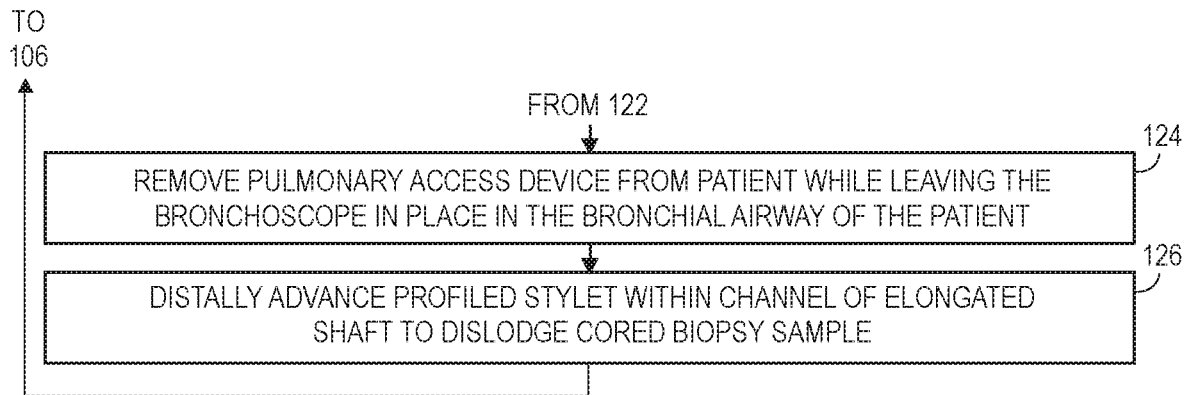 TO
106
FROM 122
124
REMOVE PULMONARY ACCESS DEVICE FROM PATIENT WHILE LEAVING THE
BRONCHOSCOPE IN PLACE IN THE BRONCHIAL AIRWAY OF THE PATIENT
126
DISTALLY ADVANCE PROFILED STYLET WITHIN CHANNEL OF ELONGATED
SHAFT TO DISLODGE CORED BIOPSY SAMPLE